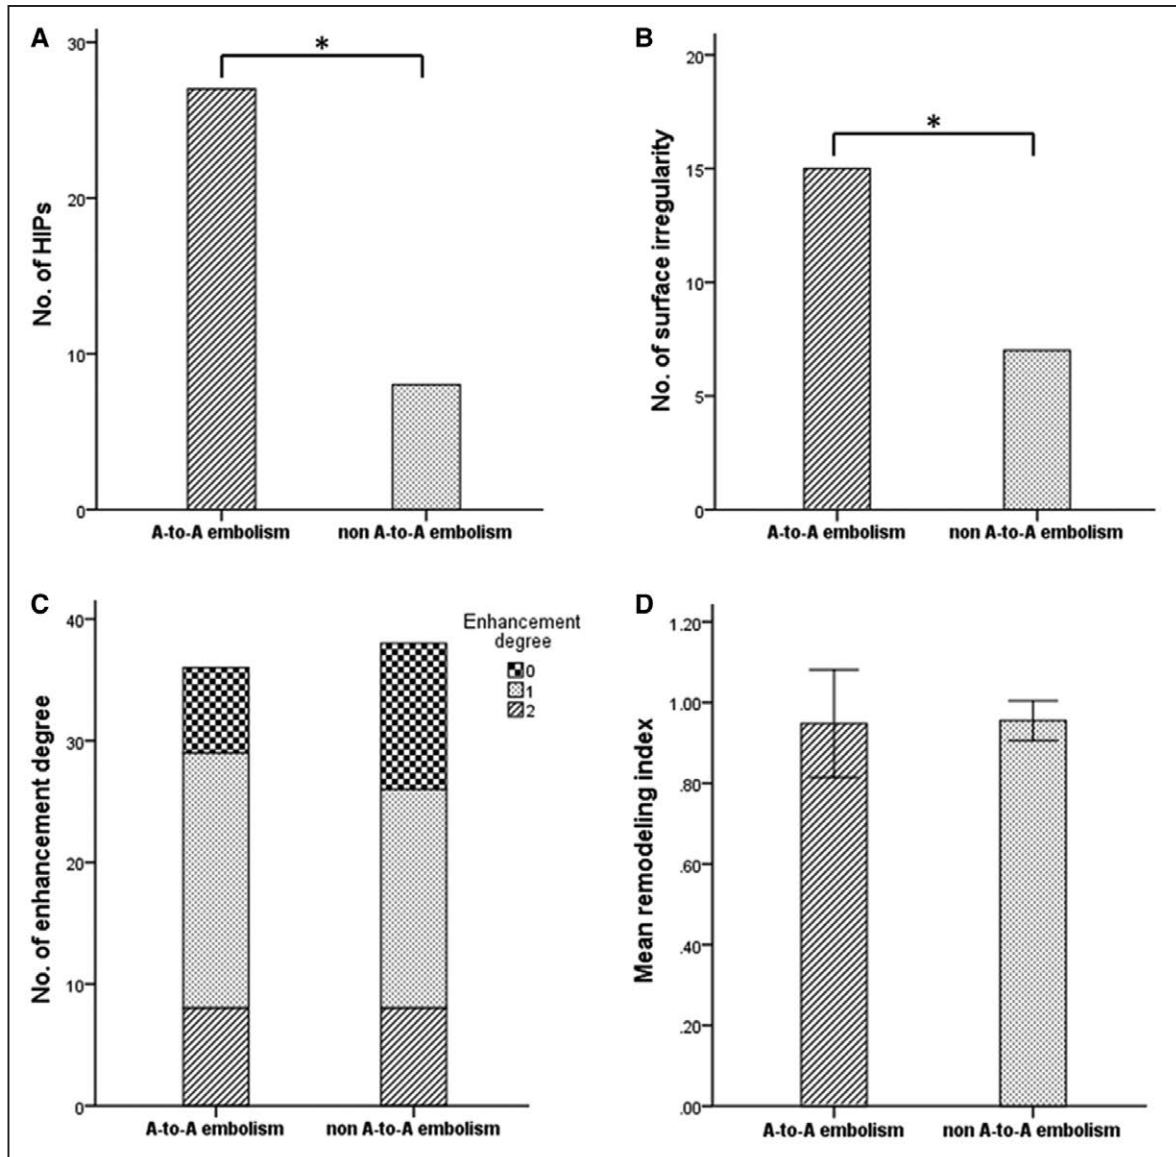 A
30
20
10
0
No. of HIPs
*
A-to-A embolism
non A-to-A embolism
B
20
15
10
5
0
No. of surface irregularity
*
A-to-A embolism
non A-to-A embolism
C
40
30
20
10
0
No. of enhancement degree
Enhancement
degree
0
1
2
A-to-A embolism
non A-to-A embolism
D
1.20
1.00
.80
.60
.40
.20
.00
Mean remodeling index
A-to-A embolism
non A-to-A embolism